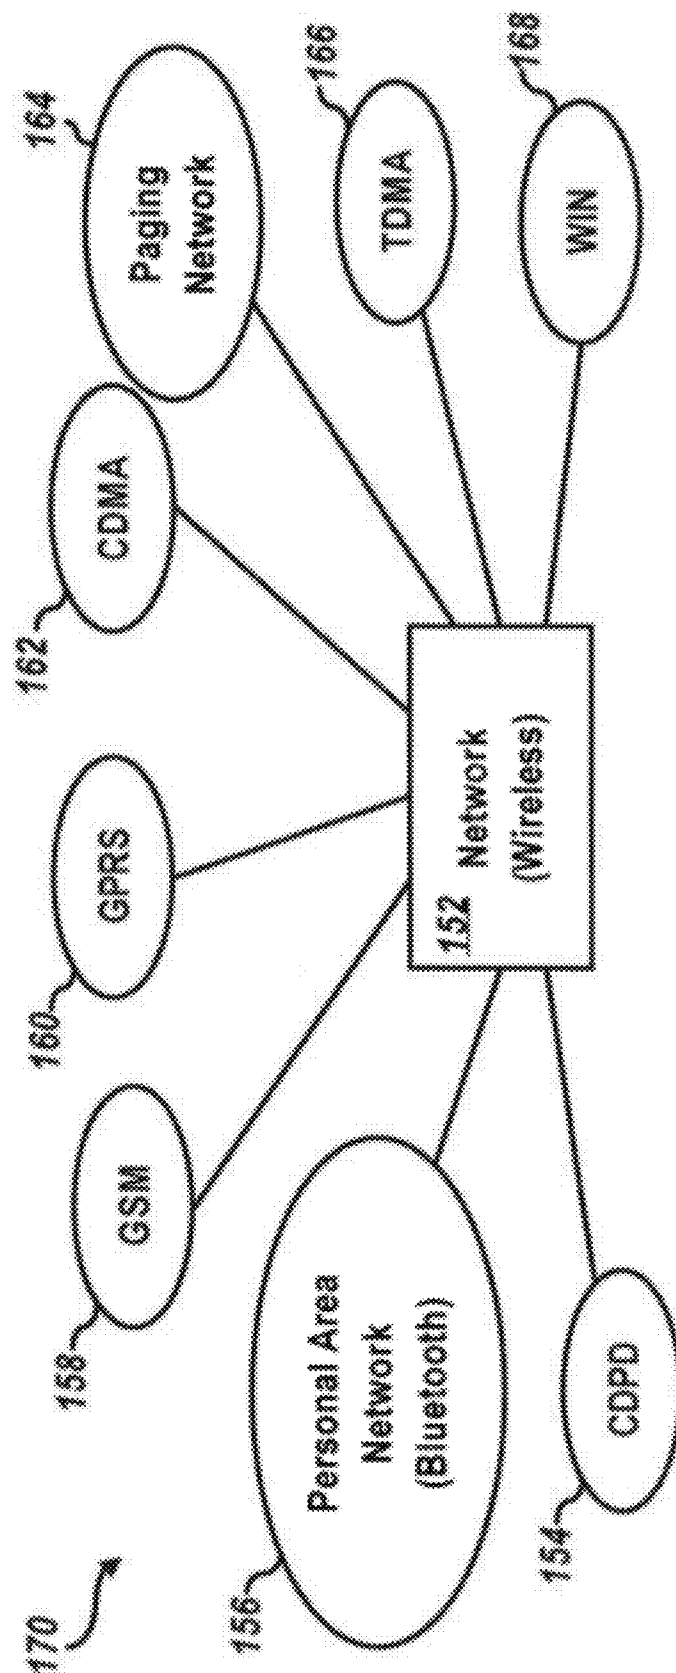 170
156
Personal Area
Network
(Bluetooth)
154
CDPD
158
GSM
160
GPRS
162
CDMA
164
Paging
Network
166
TDMA
168
WIN
152
Network
(Wireless)